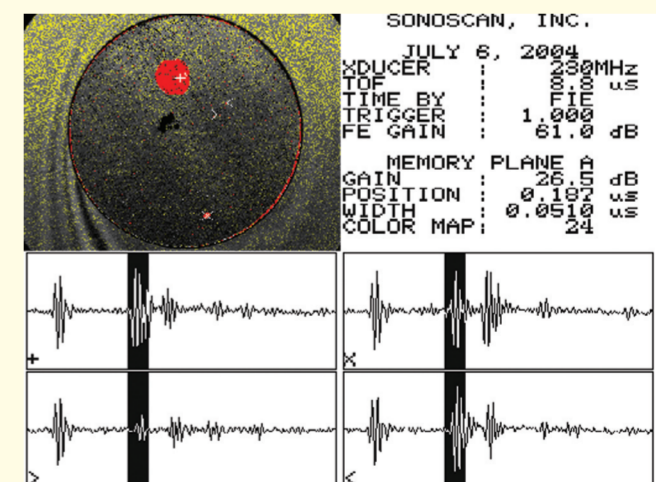 SONOSCAN, INC.
JULY 6, 2004
XDUCER : 230MHz
TOF : 8.8 us
TIME BY : FIE
TRIGGER : 1.000
FE GAIN : 61.0 dB
MEMORY PLANE A
GAIN : 26.5 dB
POSITION : 0.187 us
WIDTH : 0.0510 us
COLOR MAP: 24
+
X
>
<